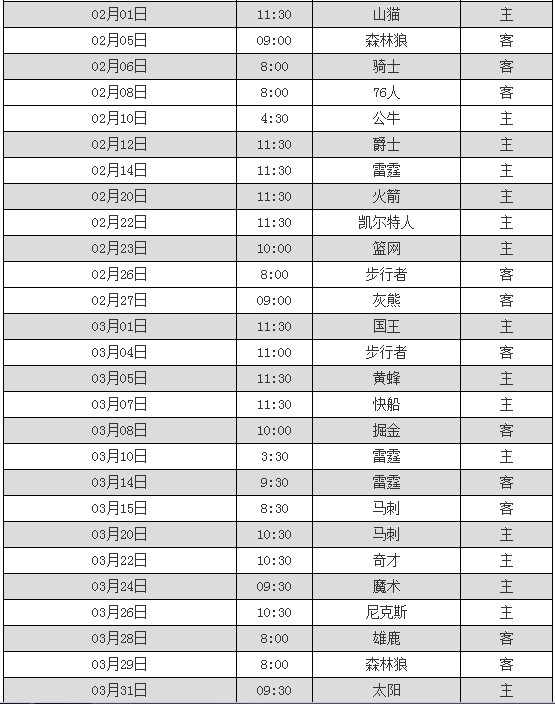 02月01日 11:30 山猫 主
02月05日 09:00 森林狼 客
02月06日 8:00 骑士 客
02月08日 8:00 76人 客
02月10日 4:30 公牛 主
02月12日 11:30 爵士 主
02月14日 11:30 雷霆 主
02月20日 11:30 火箭 主
02月22日 11:30 凯尔特人 主
02月23日 10:00 篮网 主
02月26日 8:00 步行者 客
02月27日 09:00 灰熊 客
03月01日 11:30 国王 主
03月04日 11:00 步行者 客
03月05日 11:30 黄蜂 主
03月07日 11:30 快船 主
03月08日 10:00 掘金 客
03月10日 3:30 雷霆 主
03月14日 9:30 雷霆 客
03月15日 8:30 马刺 客
03月20日 10:30 马刺 主
03月22日 10:30 奇才 主
03月24日 09:30 魔术 主
03月26日 10:30 尼克斯 主
03月28日 8:00 雄鹿 客
03月29日 8:00 森林狼 客
03月31日 09:30 太阳 主